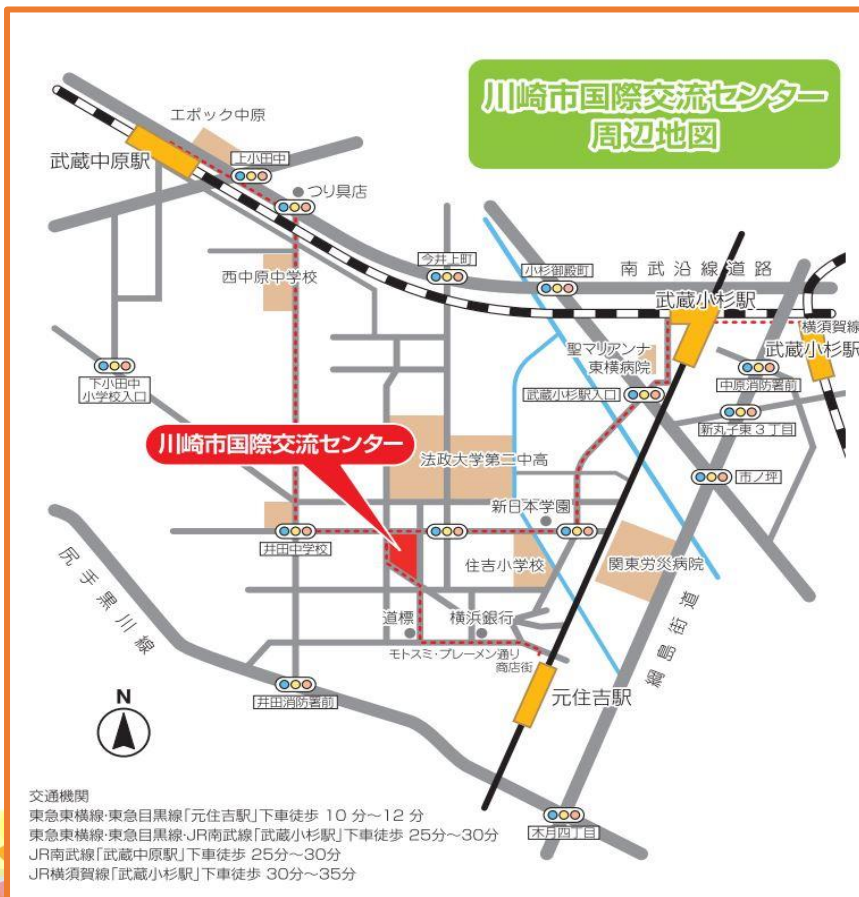 川崎市国際交流センター
周辺地図
エポック中原
武蔵中原駅
上小田中
つり具店
西中原中学校
今井上町
小杉御殿町
南武沿線道路
武蔵小杉駅
横須賀線
武蔵小杉駅
聖マリアンナ
東横病院
中原消防署前
下小田中
小学校入口
武蔵小杉駅入口
新丸子東3丁目
川崎市国際交流センター
法政大学第二中高
市ノ坪
新日本学園
井田中学校
住吉小学校
関東労災病院
尻手黒川線
道標
横浜銀行
綱島街道
モトスミ・ブレーメン通り
商店街
井田消防署前
元住吉駅
N
木月四丁目
交通機関
東急東横線・東急目黒線「元住吉駅」下車徒歩 10 分〜12 分
東急東横線・東急目黒線・JR南武線「武蔵小杉駅」下車徒歩 25分〜30分
JR南武線「武蔵中原駅」下車徒歩 25分〜30分
JR横須賀線「武蔵小杉駅」下車徒歩 30分〜35分